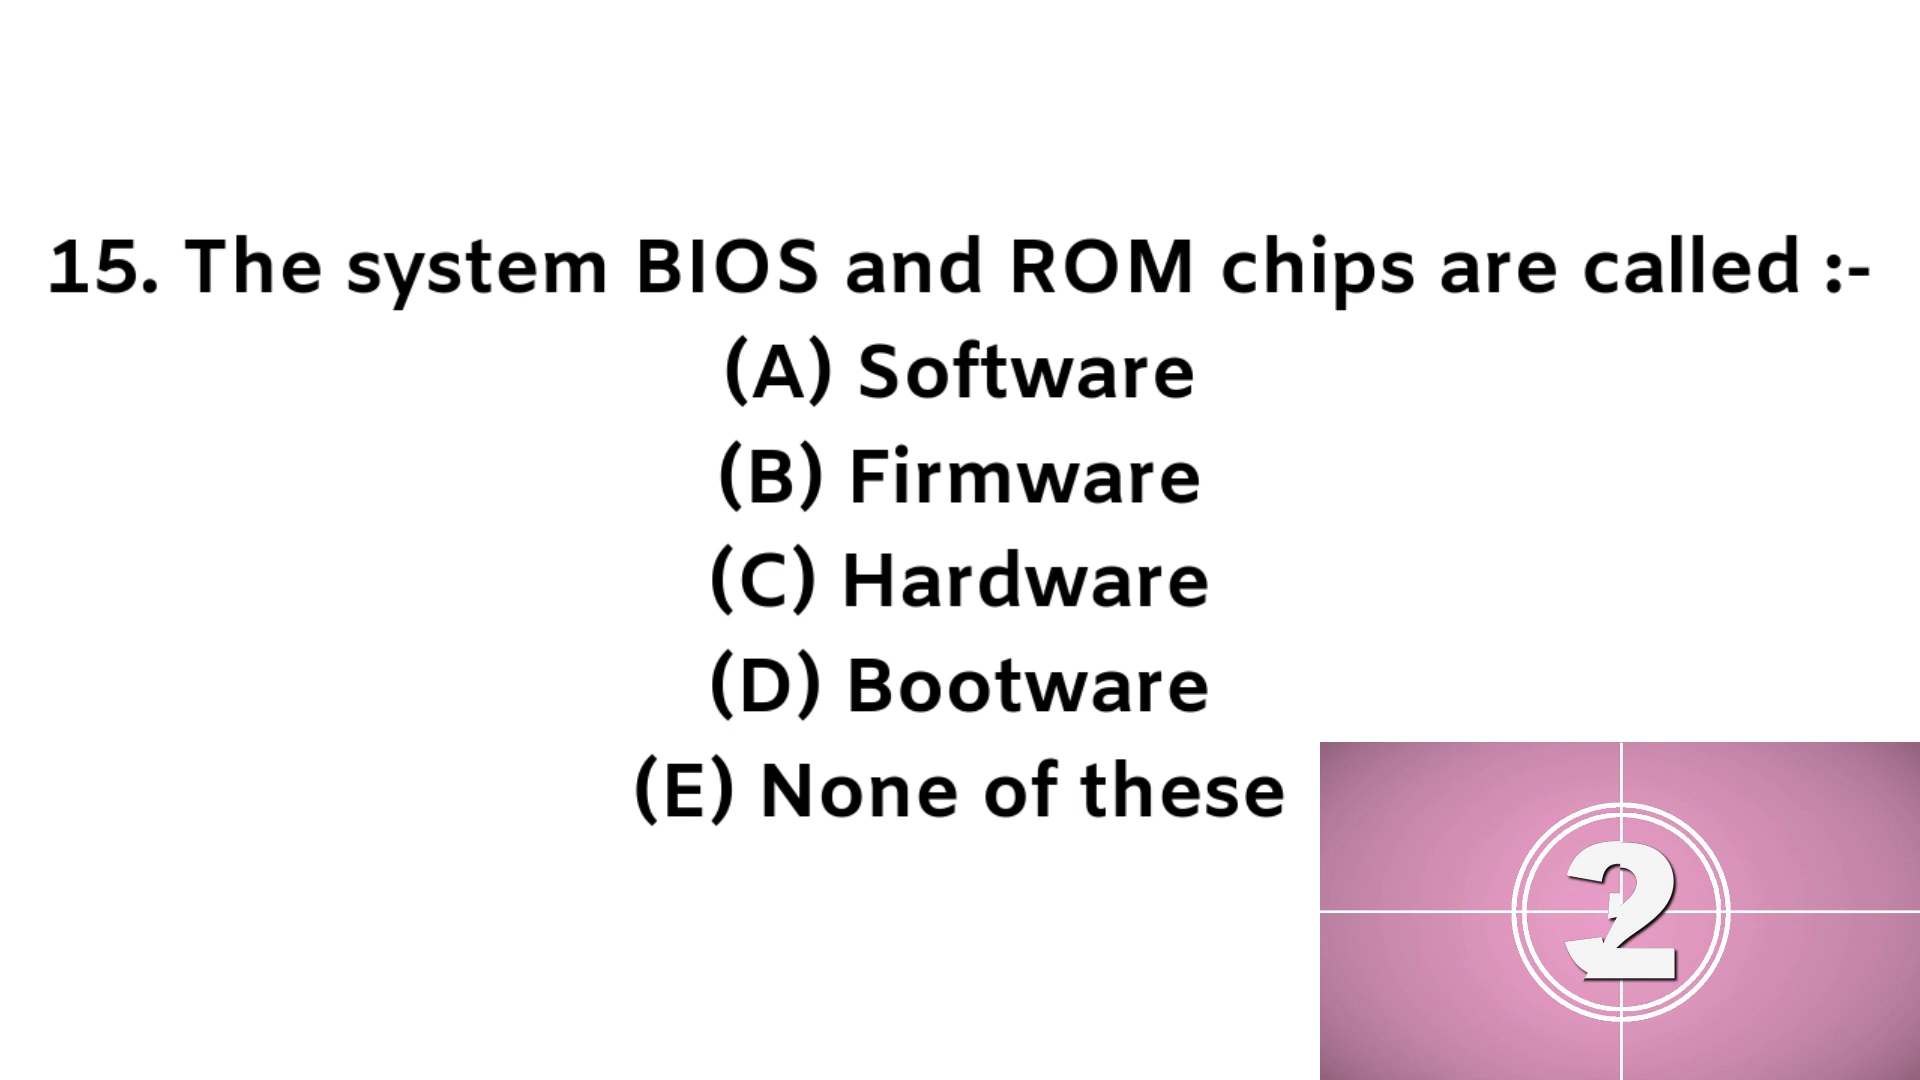 15. The system BIOS and ROM chips are called :-
(A) Software
(B) Firmware
(C) Hardware
(D) Bootware
(E) None of these
2